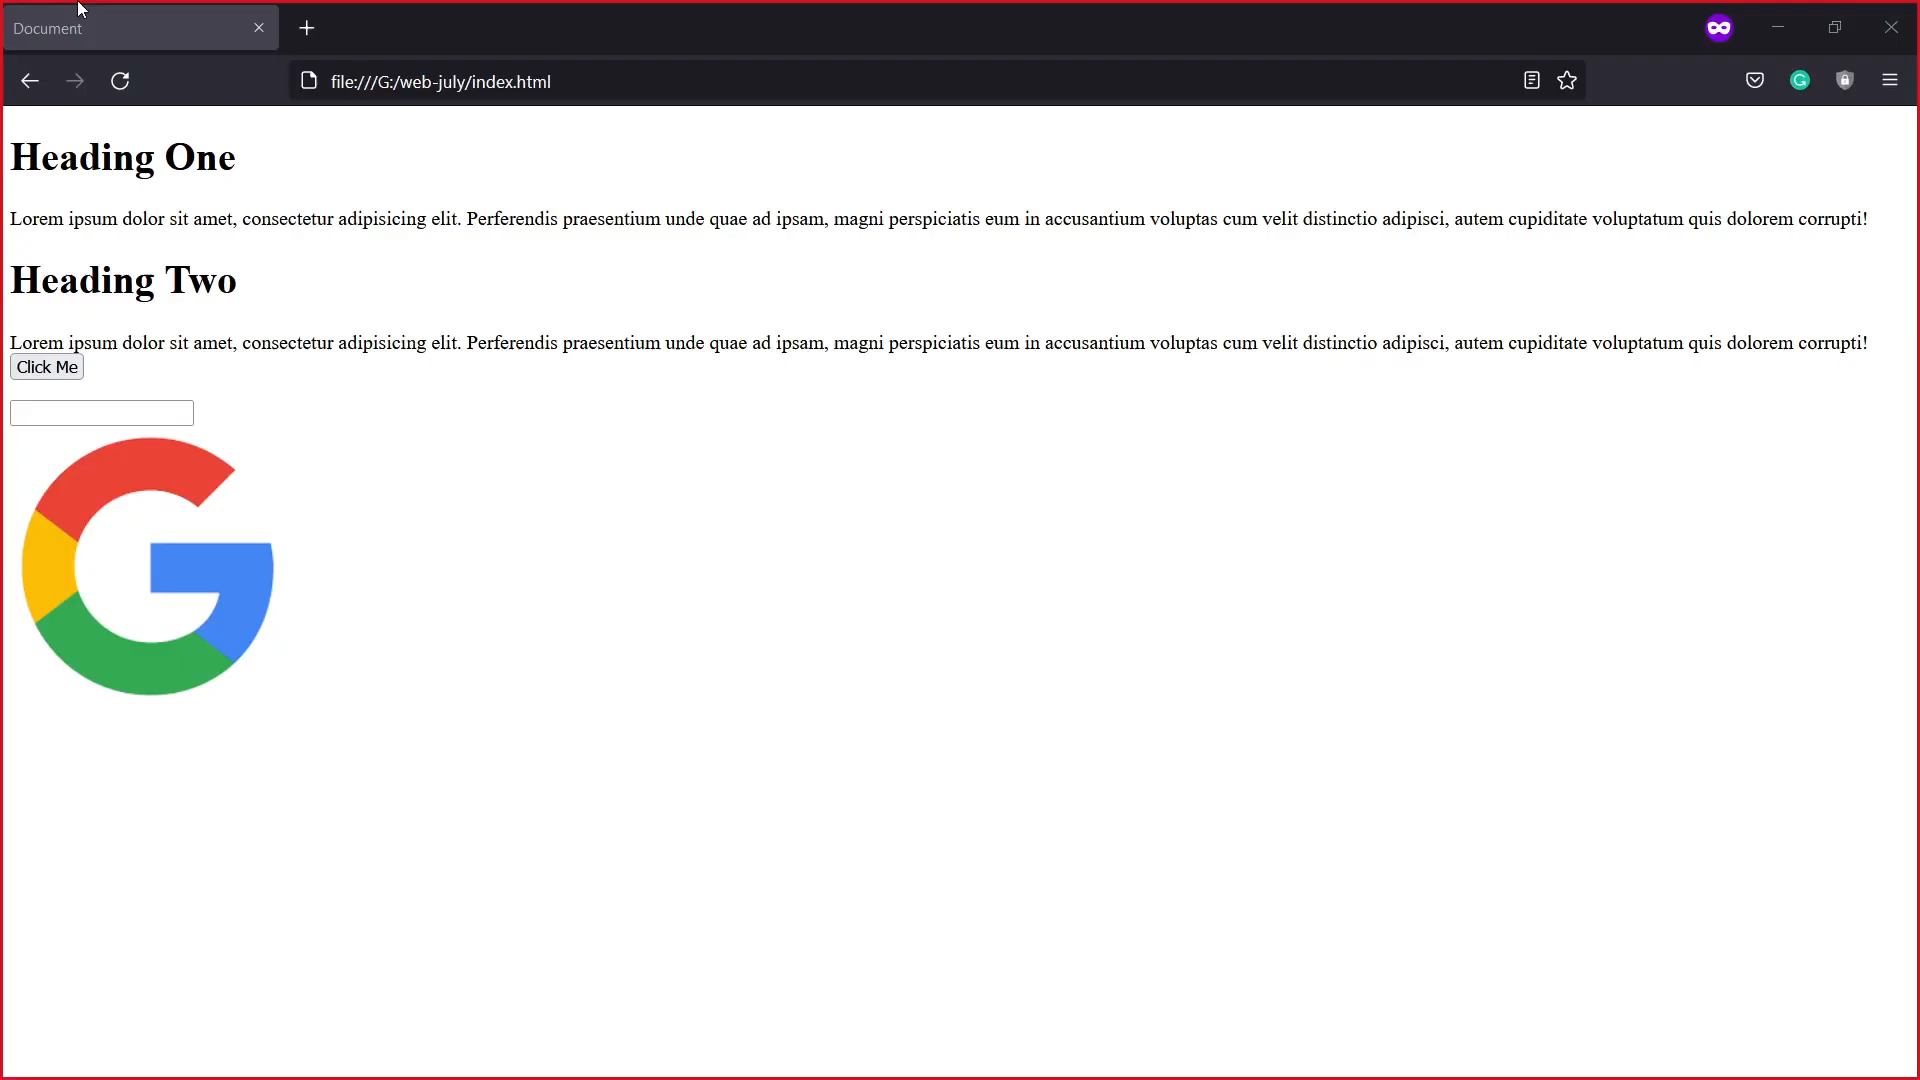 Document
file:///G:/web-july/index.html
Heading One
Lorem ipsum dolor sit amet, consectetur adipisicing elit. Perferendis praesentium unde quae ad ipsam, magni perspiciatis eum in accusantium voluptas cum velit distinctio adipisci, autem cupiditate voluptatum quis dolorem corrupti!
Heading Two
Lorem ipsum dolor sit amet, consectetur adipisicing elit. Perferendis praesentium unde quae ad ipsam, magni perspiciatis eum in accusantium voluptas cum velit distinctio adipisci, autem cupiditate voluptatum quis dolorem corrupti!
Click Me
G